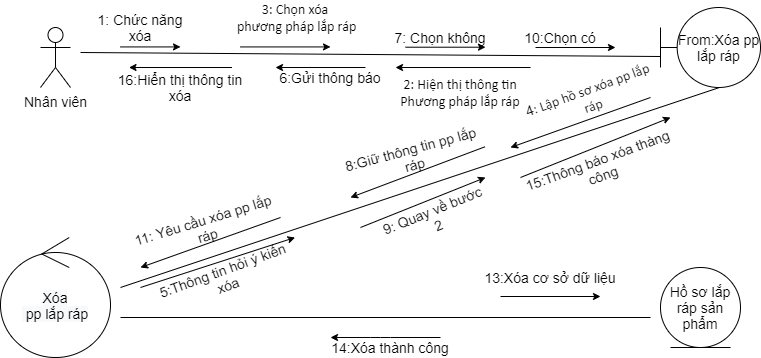 1: Chức năng
xóa
3: Chọn xóa
phương pháp lắp ráp
7: Chọn không
10:Chọn có
From:Xóa pp
lắp ráp
Nhân viên
16:Hiển thị thông tin
xóa
6:Gửi thông báo
2: Hiện thị thông tin
Phương pháp lắp ráp
4: Lập hồ sơ xóa pp lắp
ráp
8:Giữ thông tin pp lắp
ráp
15:Thông báo xóa thàng
công
9: Quay về bước
2
11: Yêu cầu xóa pp lắp
ráp
5:Thông tin hỏi ý kiến
xóa
Xóa
pp lắp ráp
13:Xóa cơ sở dữ liệu
Hồ sơ lắp
ráp sản
phẩm
14:Xóa thành công